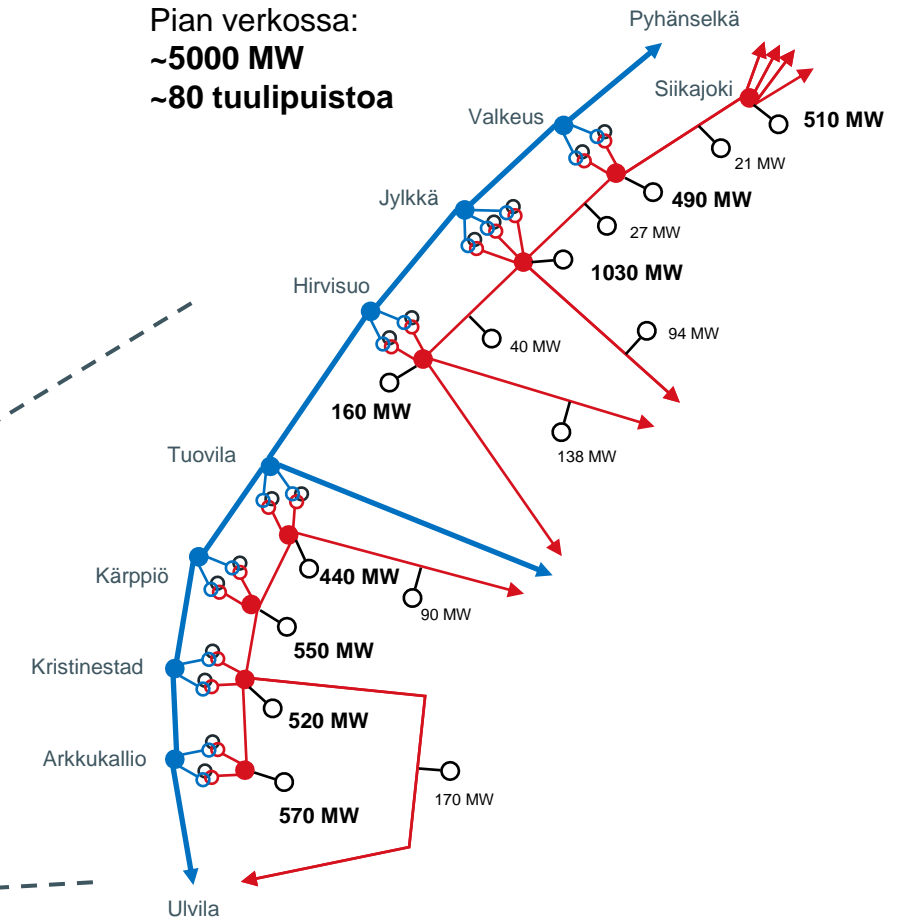 Pian verkossa:
~5000 MW
~80 tuulipuistoa
Pyhänselkä
Siikajoki
510 MW
Valkeus
21 MW
490 MW
Jylkkä
27 MW
1030 MW
Hirvisuo
40 MW
94 MW
160 MW
138 MW
Tuovila
440 MW
90 MW
Kärppiö
550 MW
Kristinestad
520 MW
Arkkukallio
170 MW
570 MW
Ulvila